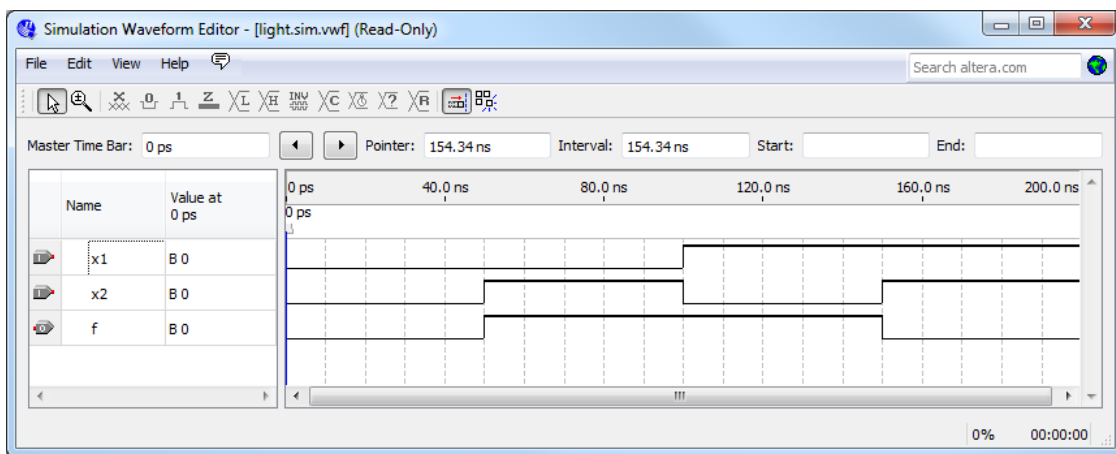 Simulation Waveform Editor - [light.sim.vwf] (Read-Only)
File Edit View Help Search altera.com
Master Time Bar: 0 ps Pointer: 154.34 ns Interval: 154.34 ns Start: End:
Name Value at 0 ps
0 ps 40.0 ns 80.0 ns 120.0 ns 160.0 ns 200.0 ns
0 ps
x1 B 0
x2 B 0
f B 0
0% 00:00:00